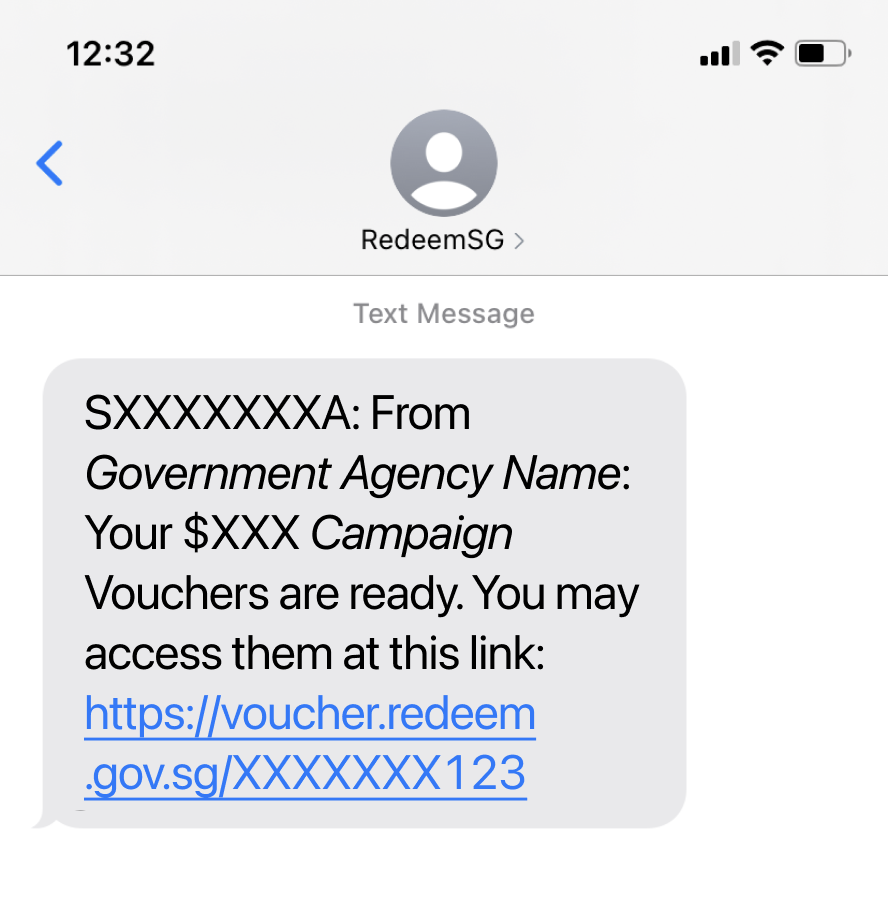 12:32
RedeemSG
Text Message
SXXXXXXXA: From
Government Agency Name:
Your $XXX Campaign
Vouchers are ready. You may
access them at this link:
https://voucher.redeem
.gov.sg/XXXXXXX123